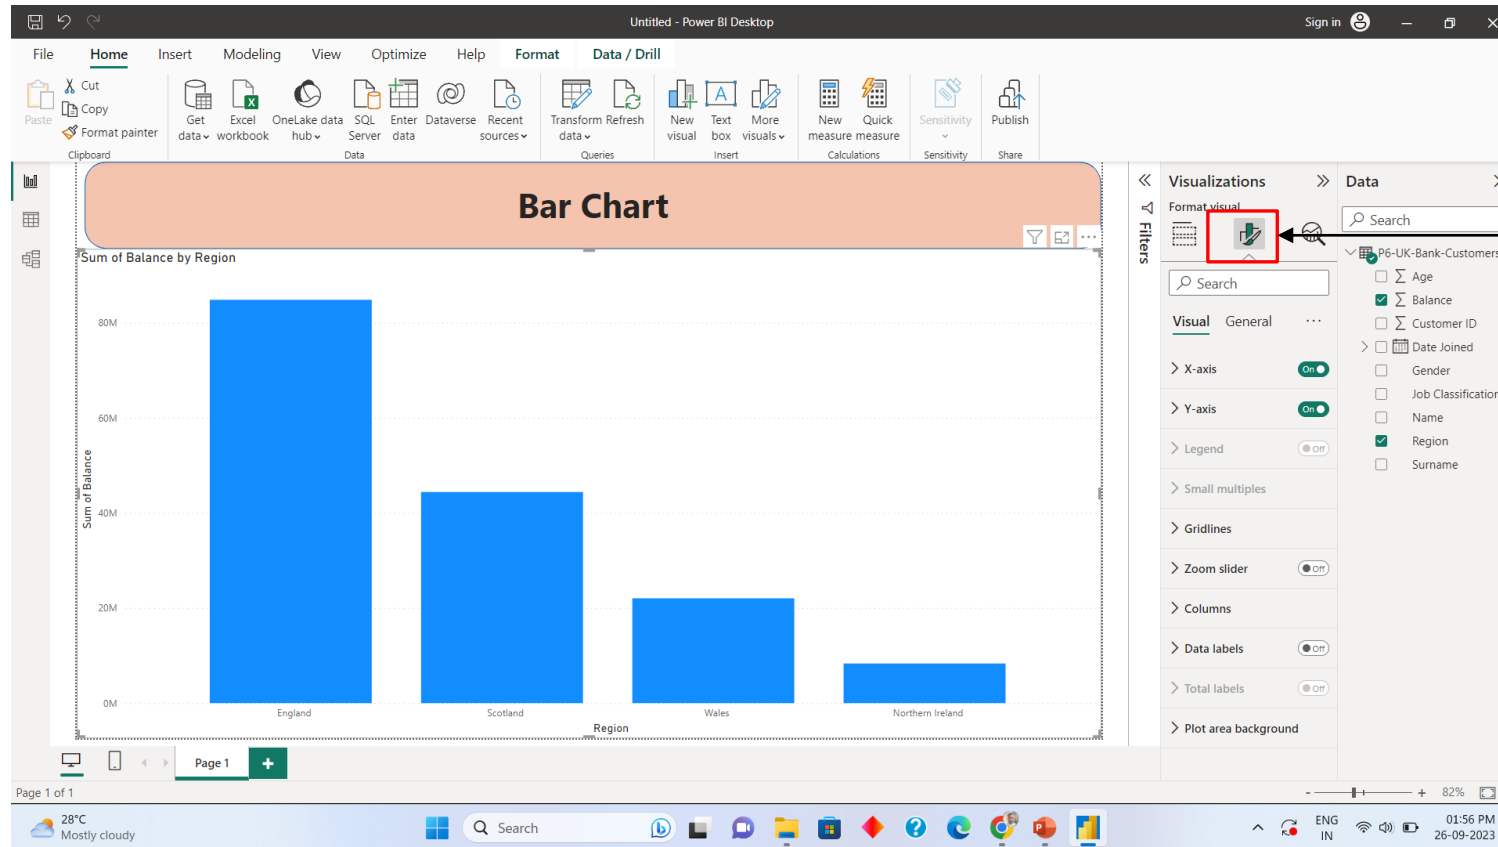 Untitled - Power BI Desktop
Sign in
File Home Insert Modeling View Optimize Help Format Data / Drill
Paste
Cut
Copy
Format painter
Clipboard
Get data
Excel workbook
OneLake data hub
SQL Server
Enter data
Dataverse
Recent sources
Data
Transform data
Refresh
Queries
New visual
Text box
More visuals
Insert
New measure
Quick measure
Calculations
Sensitivity
Sensitivity
Publish
Share
Bar Chart
Sum of Balance by Region
80M
60M
40M
20M
0M
Sum of Balance
England Scotland Wales Northern Ireland
Region
Filters
Visualizations
Format visual
Search
Visual General
X-axis On
Y-axis On
Legend Off
Small multiples
Gridlines
Zoom slider Off
Columns
Data labels Off
Total labels Off
Plot area background
Data
Search
P6-UK-Bank-Customers
Age
Balance
Customer ID
Date Joined
Gender
Job Classification
Name
Region
Surname
Page 1
Page 1 of 1
82%
28°C
Mostly cloudy
Search
ENG
IN
01:56 PM
26-09-2023